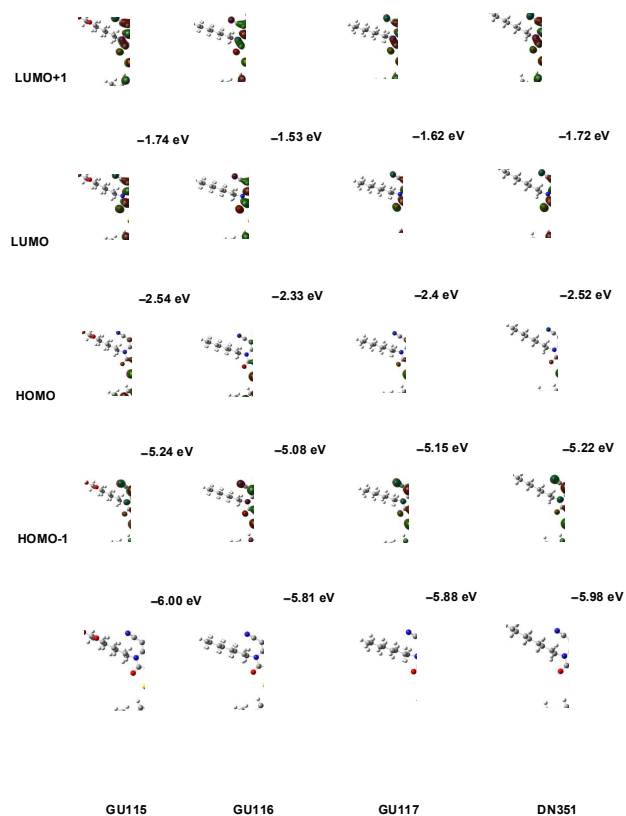 LUMO+1
−1.74 eV −1.53 eV −1.62 eV −1.72 eV
LUMO
−2.54 eV −2.33 eV −2.4 eV −2.52 eV
HOMO
−5.24 eV −5.08 eV −5.15 eV −5.22 eV
HOMO-1
−6.00 eV −5.81 eV −5.88 eV −5.98 eV
GU115 GU116 GU117 DN351